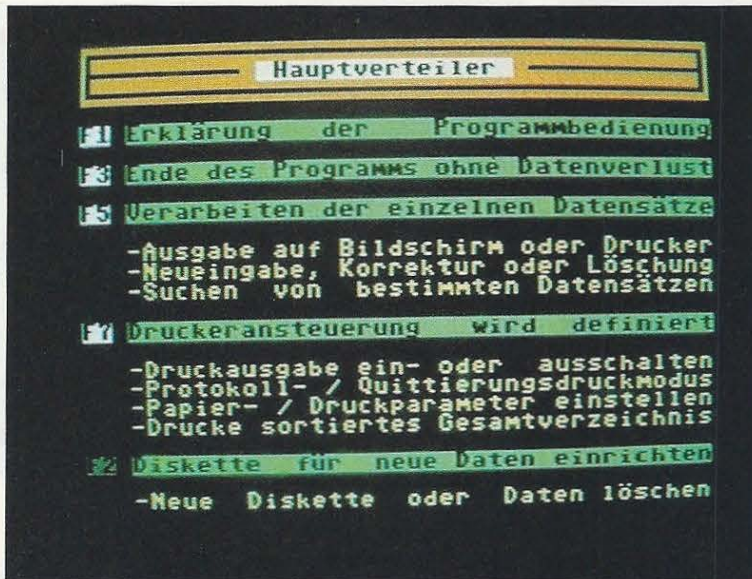 Hauptverteiler
F1 Erklärung der Programmbedienung
F3 Ende des Programms ohne Datenverlust
F5 Verarbeiten der einzelnen Datensätze
-Ausgabe auf Bildschirm oder Drucker
-Neueingabe, Korrektur oder Löschung
-Suchen von bestimmten Datensätzen
F7 Druckeransteuerung wird definiert
-Druckausgabe ein- oder ausschalten
-Protokoll- / Quittierungsdruckmodus
-Papier- / Druckparameter einstellen
-Drucke sortiertes Gesamtverzeichnis
F2 Diskette für neue Daten einrichten
-Neue Diskette oder Daten löschen